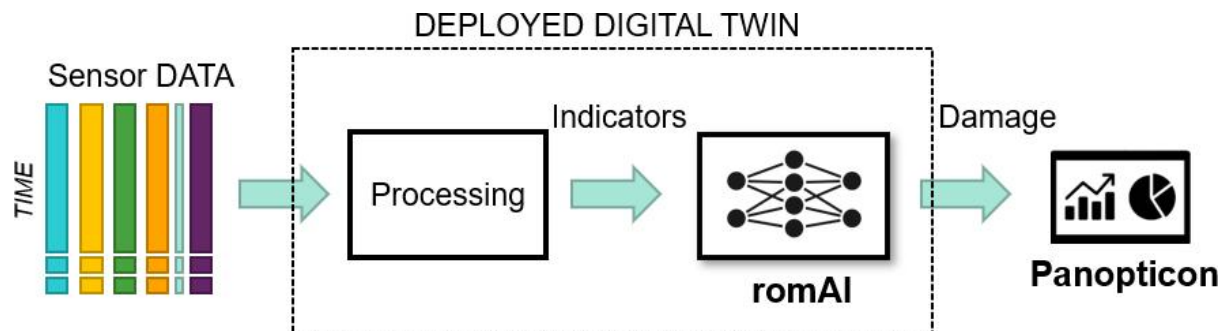 DEPLOYED DIGITAL TWIN
Sensor DATA
TIME
Processing
Indicators
romAI
Damage
Panopticon